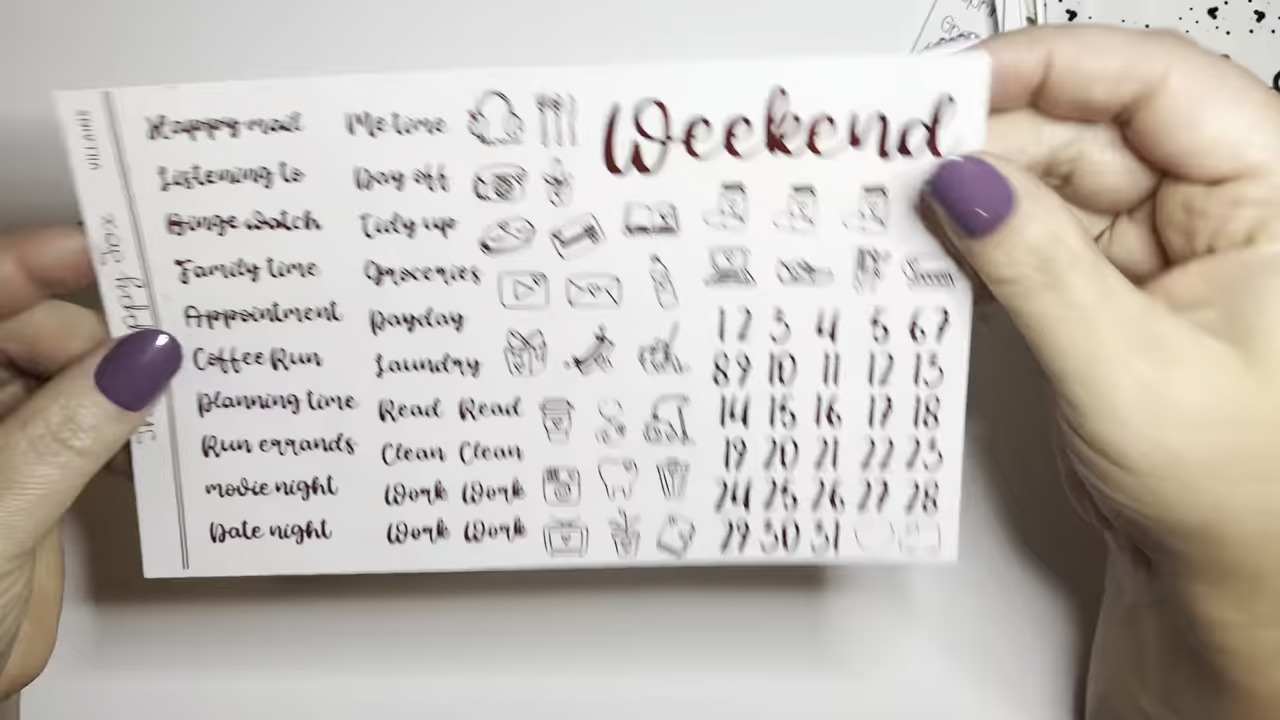 Weekend
Happy mail Me time
Listening to Day off
Binge watch Tidy up
Family time Groceries
Appointment Payday
Coffee Run Laundry
Planning time Read Read
Run errands Clean Clean
movie night Work Work
Date night Work Work
1 2 3 4 5 6 7
8 9 10 11 12 13
14 15 16 17 18
19 20 21 22 23
24 25 26 27 28
29 30 31